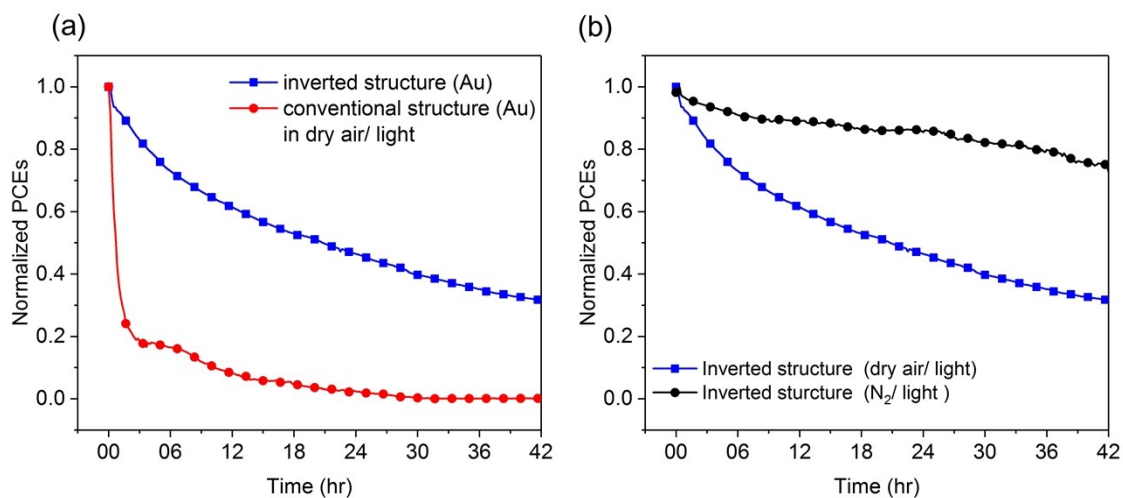 (a)
Normalized PCEs
1.0
0.8
0.6
0.4
0.2
0.0
inverted structure (Au)
conventional structure (Au)
in dry air/ light
00 06 12 18 24 30 36 42
Time (hr)
(b)
Normalized PCEs
1.0
0.8
0.6
0.4
0.2
0.0
Inverted structure (dry air/ light)
Inverted sturcture (N₂/ light )
00 06 12 18 24 30 36 42
Time (hr)